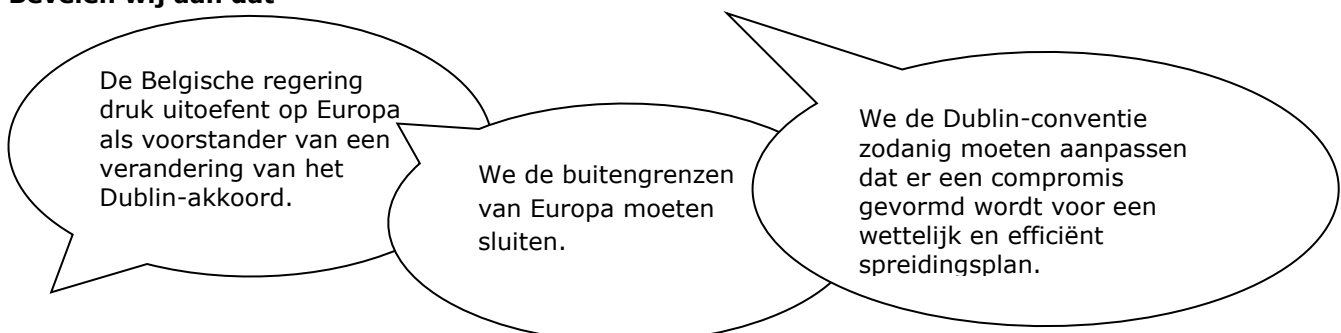 Bevelen wij aan dat
De Belgische regering
druk uitoefent op Europa
als voorstander van een
verandering van het
Dublin-akkoord.
We de buitengrenzen
van Europa moeten
sluiten.
We de Dublin-conventie
zodanig moeten aanpassen
dat er een compromis
gevormd wordt voor een
wettelijk en efficiënt
spreidingsplan.